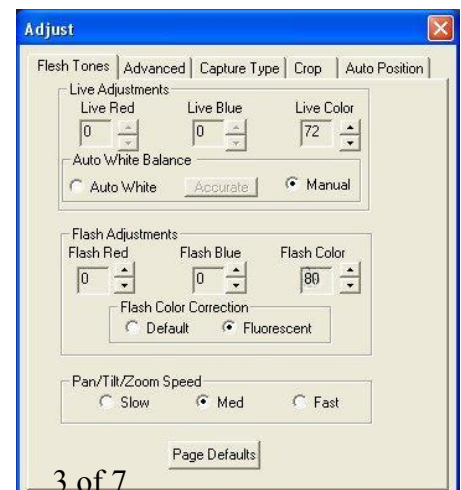 Adjust
Flesh Tones Advanced Capture Type Crop Auto Position
Live Adjustments
Live Red Live Blue Live Color
0 0 72
Auto White Balance
Auto White Accurate Manual
Flash Adjustments
Flash Red Flash Blue Flash Color
0 0 80
Flash Color Correction
Default Fluorescent
Pan/Tilt/Zoom Speed
Slow Med Fast
Page Defaults
3 of 7